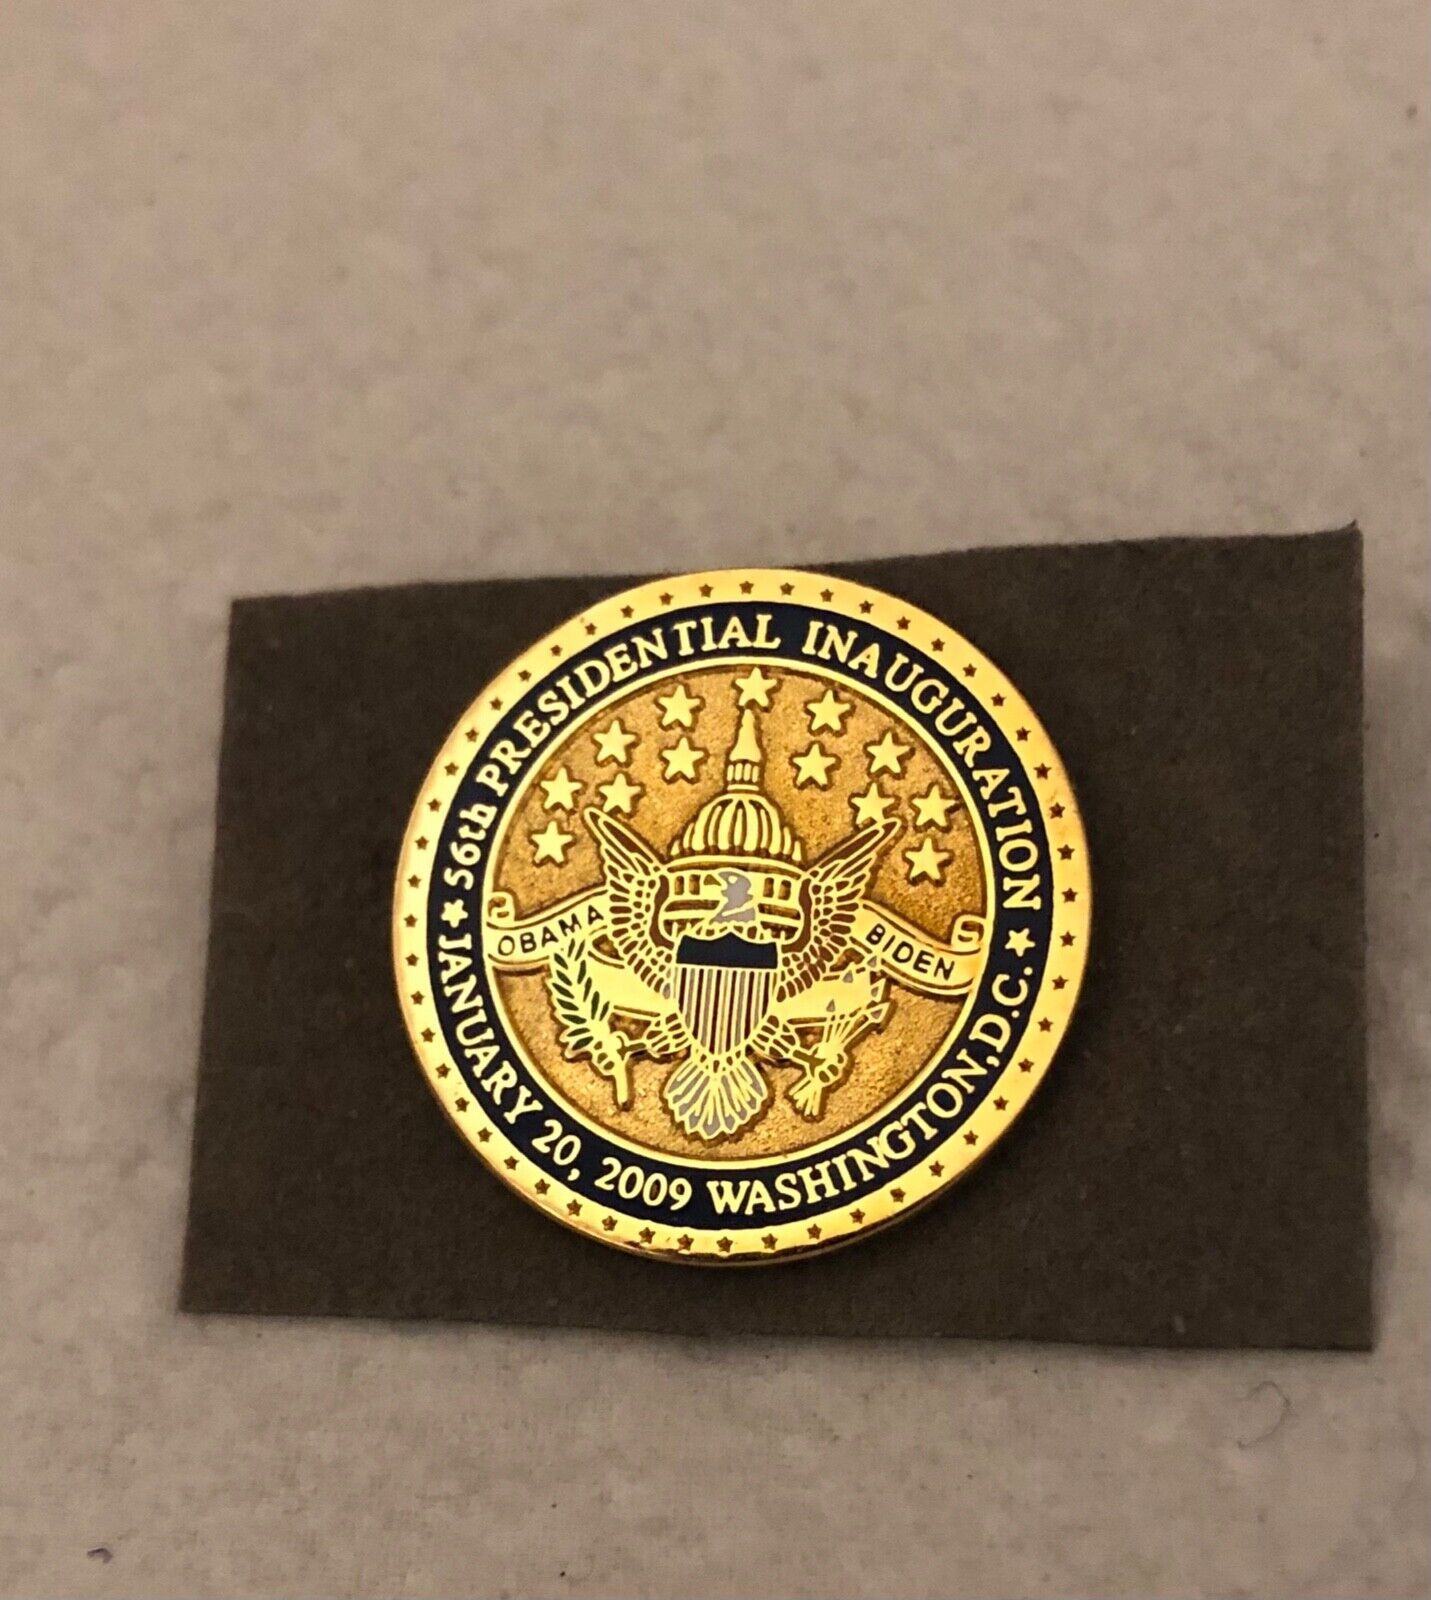 56th PRESIDENTIAL INAUGURATION
OBAMA
BIDEN
JANUARY 20, 2009 WASHINGTON, D.C.